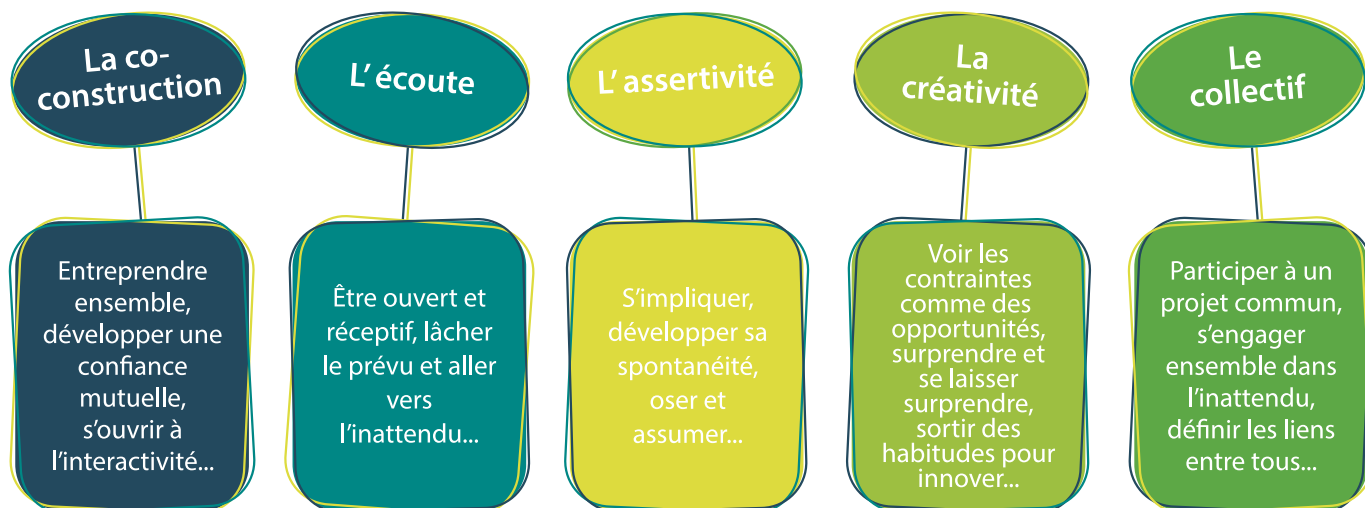 La co-
construction
L'écoute
L'assertivité
La
créativité
Le
collectif
Entreprendre
ensemble,
développer une
confiance
mutuelle,
s'ouvrir à
l'interactivité...
Être ouvert et
réceptif, lâcher
le prévu et aller
vers
l'inattendu...
S'impliquer,
développer sa
spontanéité,
oser et
assumer...
Voir les
contraintes
comme des
opportunités,
surprendre et
se laisser
surprendre,
sortir des
habitudes pour
innover...
Participer à un
projet commun,
s'engager
ensemble dans
l'inattendu,
définir les liens
entre tous...